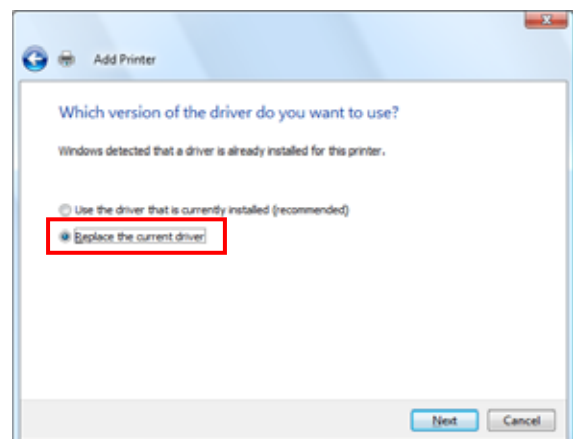 Add Printer
Which version of the driver do you want to use?
Windows detected that a driver is already installed for this printer.
Use the driver that is currently installed (recommended)
Replace the current driver
Next Cancel